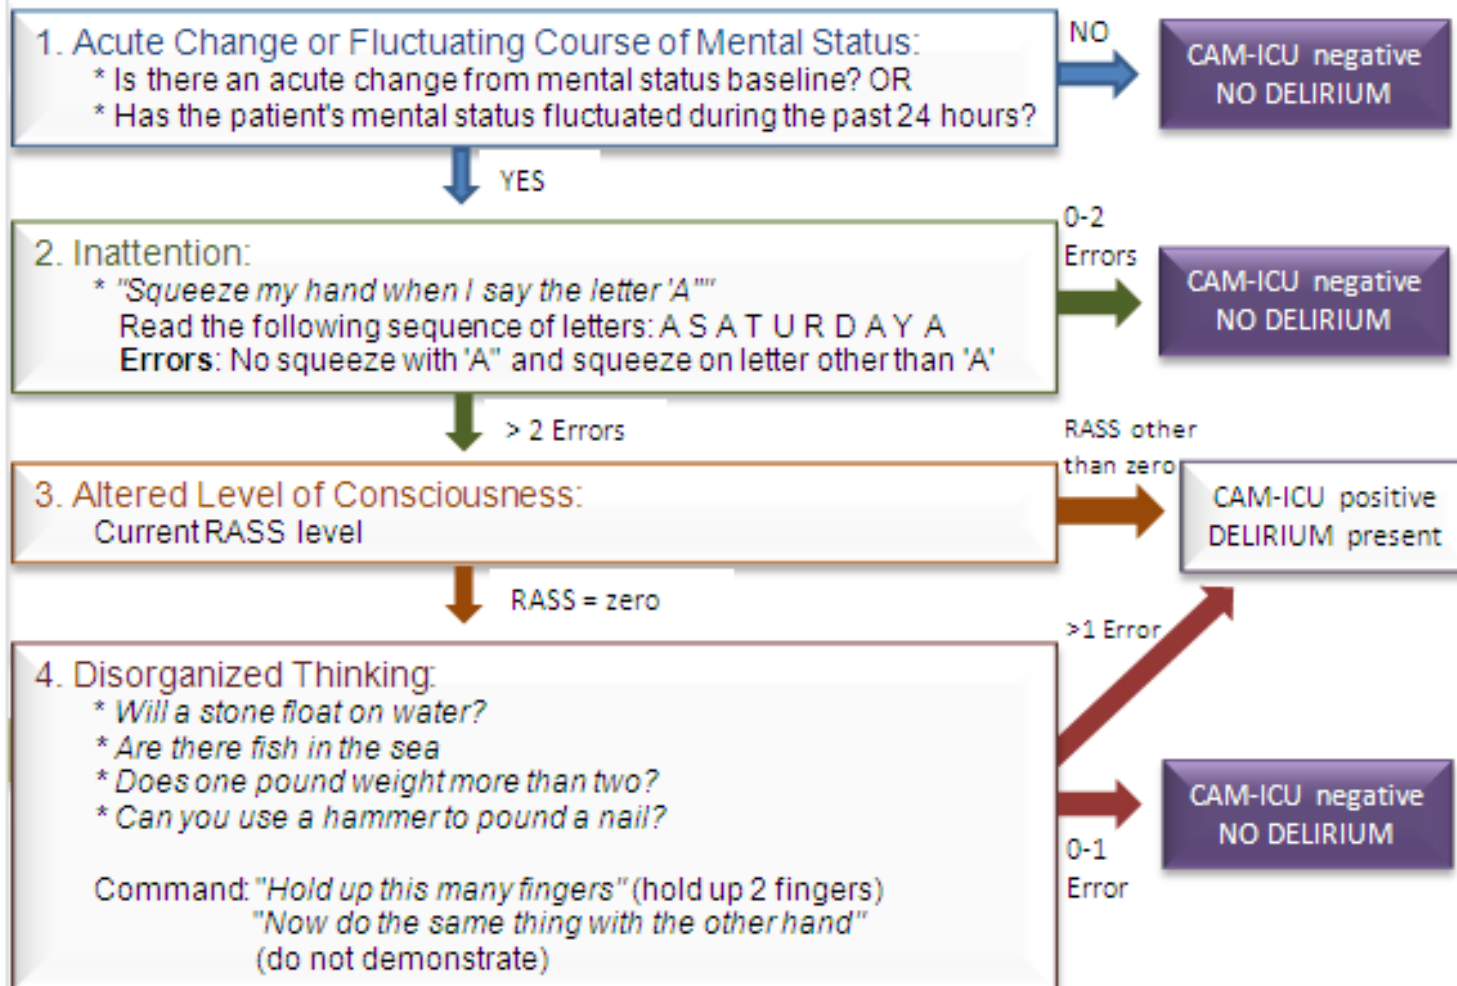 1. Acute Change or Fluctuating Course of Mental Status:
* Is there an acute change from mental status baseline? OR
* Has the patient's mental status fluctuated during the past 24 hours?
NO
CAM-ICU negative
NO DELIRIUM
YES
2. Inattention:
* "Squeeze my hand when I say the letter 'A'"
Read the following sequence of letters: A S A T U R D A Y A
Errors: No squeeze with 'A" and squeeze on letter other than 'A'
0-2
Errors
CAM-ICU negative
NO DELIRIUM
> 2 Errors
3. Altered Level of Consciousness:
Current RASS level
RASS other
than zero
CAM-ICU positive
DELIRIUM present
RASS = zero
>1 Error
4. Disorganized Thinking:
* Will a stone float on water?
* Are there fish in the sea
* Does one pound weight more than two?
* Can you use a hammer to pound a nail?
Command: "Hold up this many fingers" (hold up 2 fingers)
"Now do the same thing with the other hand"
(do not demonstrate)
CAM-ICU negative
NO DELIRIUM
0-1
Error